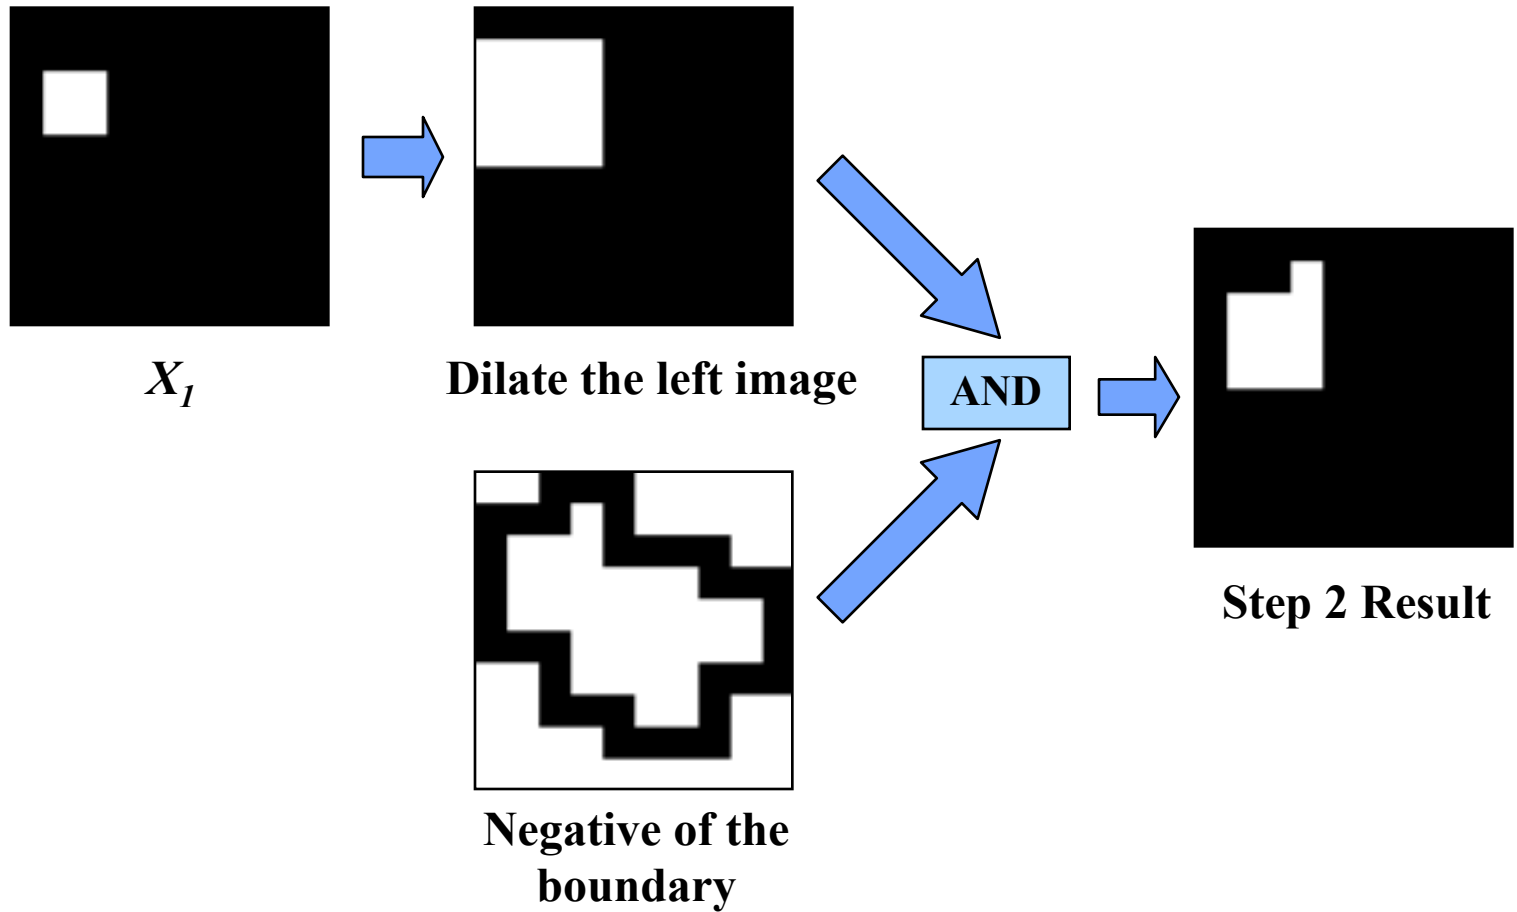 X1
Dilate the left image
AND
Step 2 Result
Negative of the
boundary